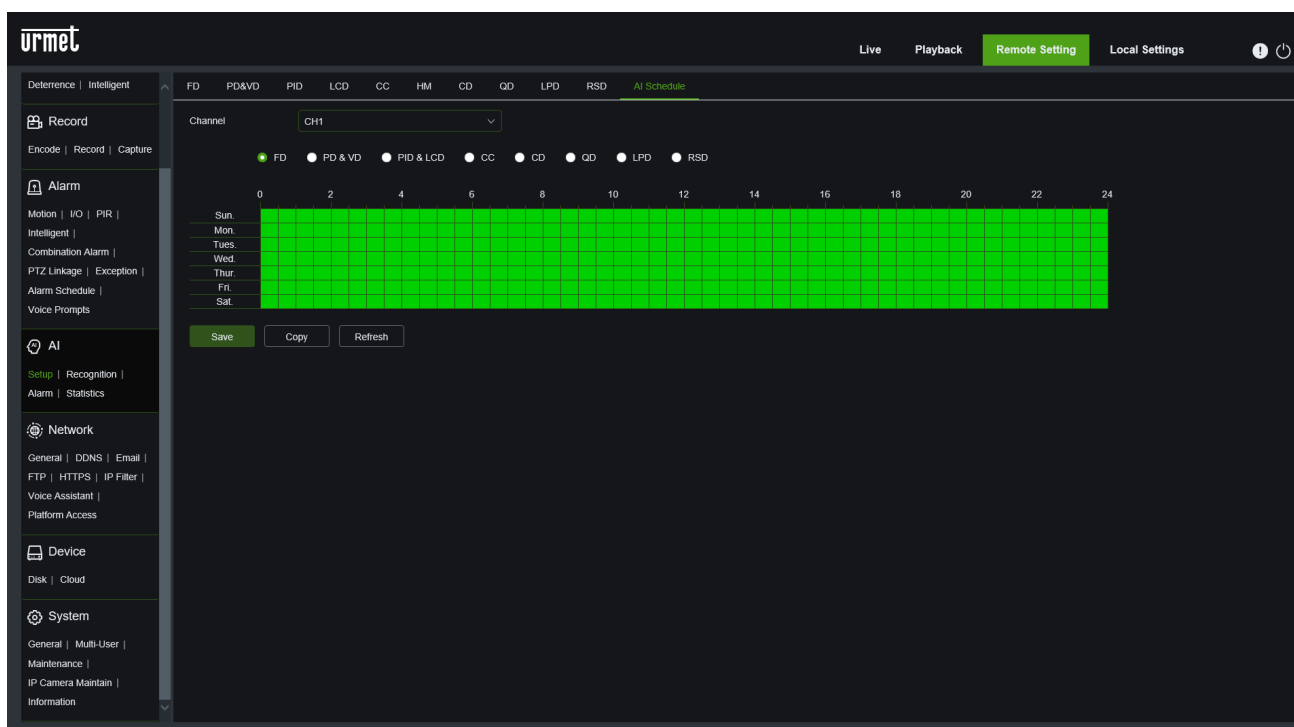 urmet
Live Playback Remote Setting Local Settings
Deterrence | Intelligent
Record
Encode | Record | Capture
Alarm
Motion | I/O | PIR |
Intelligent |
Combination Alarm |
PTZ Linkage | Exception |
Alarm Schedule |
Voice Prompts
AI
Setup | Recognition |
Alarm | Statistics
Network
General | DDNS | Email |
FTP | HTTPS | IP Filter |
Voice Assistant |
Platform Access
Device
Disk | Cloud
System
General | Multi-User |
Maintenance |
IP Camera Maintain |
Information
FD PD&VD PID LCD CC HM CD QD LPD RSD AI Schedule
Channel CH1
FD PD & VD PID & LCD CC CD QD LPD RSD
0 2 4 6 8 10 12 14 16 18 20 22 24
Sun.
Mon.
Tues.
Wed.
Thur.
Fri.
Sat.
Save Copy Refresh